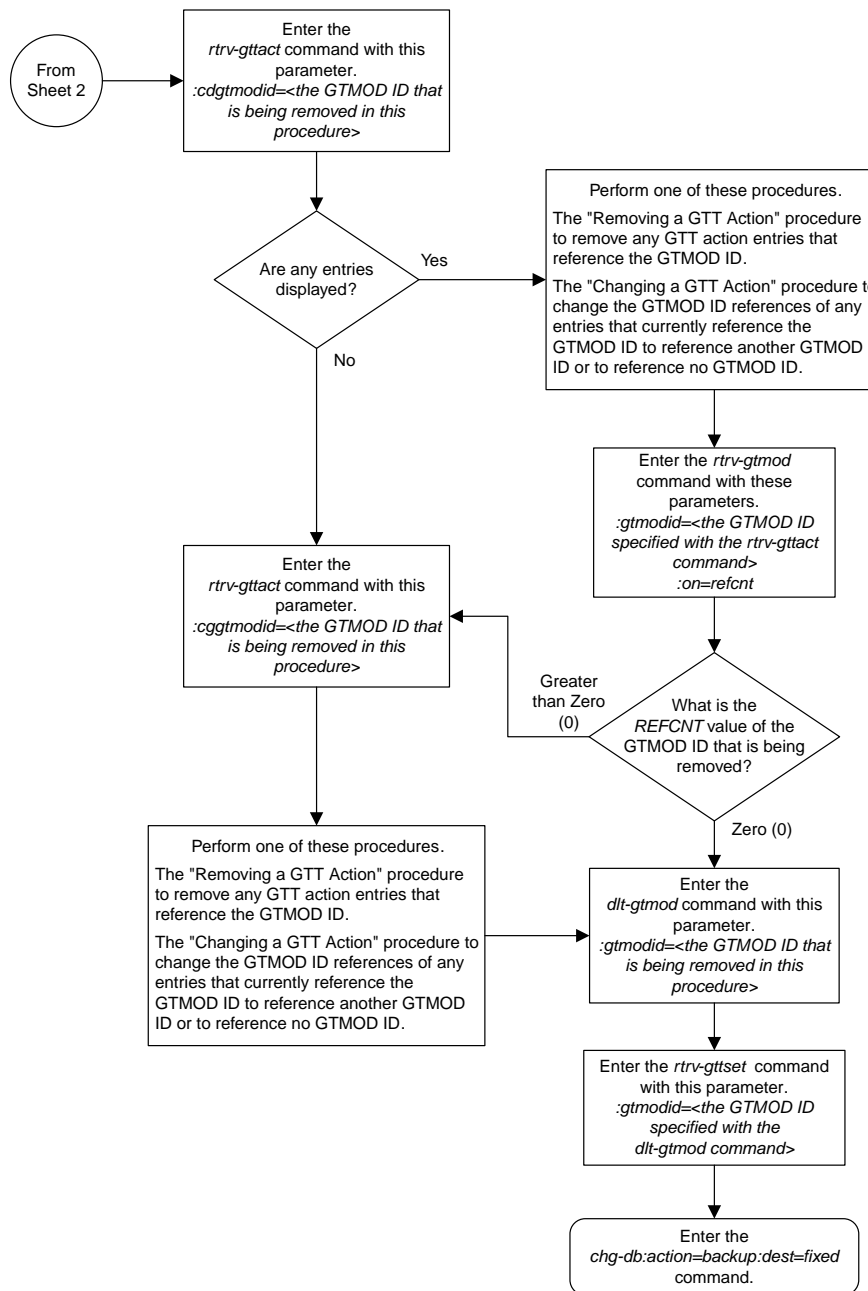 From
Sheet 2
Enter the
rtrv-gttact command with this
parameter.
:cdgtmodid=<the GTMOD ID that
is being removed in this
procedure>
Are any entries
displayed?
Yes
No
Perform one of these procedures.
The "Removing a GTT Action" procedure
to remove any GTT action entries that
reference the GTMOD ID.
The "Changing a GTT Action" procedure to
change the GTMOD ID references of any
entries that currently reference the
GTMOD ID to reference another GTMOD
ID or to reference no GTMOD ID.
Enter the rtrv-gtmod
command with these
parameters.
:gtmodid=<the GTMOD ID
specified with the rtrv-gttact
command>
:on=refcnt
Enter the
rtrv-gttact command with this
parameter.
:cggtmodid=<the GTMOD ID that
is being removed in this
procedure>
Greater
than Zero
(0)
What is the
REFCNT value of the
GTMOD ID that is being
removed?
Zero (0)
Perform one of these procedures.
The "Removing a GTT Action" procedure
to remove any GTT action entries that
reference the GTMOD ID.
The "Changing a GTT Action" procedure to
change the GTMOD ID references of any
entries that currently reference the
GTMOD ID to reference another GTMOD
ID or to reference no GTMOD ID.
Enter the
dlt-gtmod command with this
parameter.
:gtmodid=<the GTMOD ID that
is being removed in this
procedure>
Enter the rtrv-gttset command
with this parameter.
:gtmodid=<the GTMOD ID
specified with the
dlt-gtmod command>
Enter the
chg-db:action=backup:dest=fixed
command.